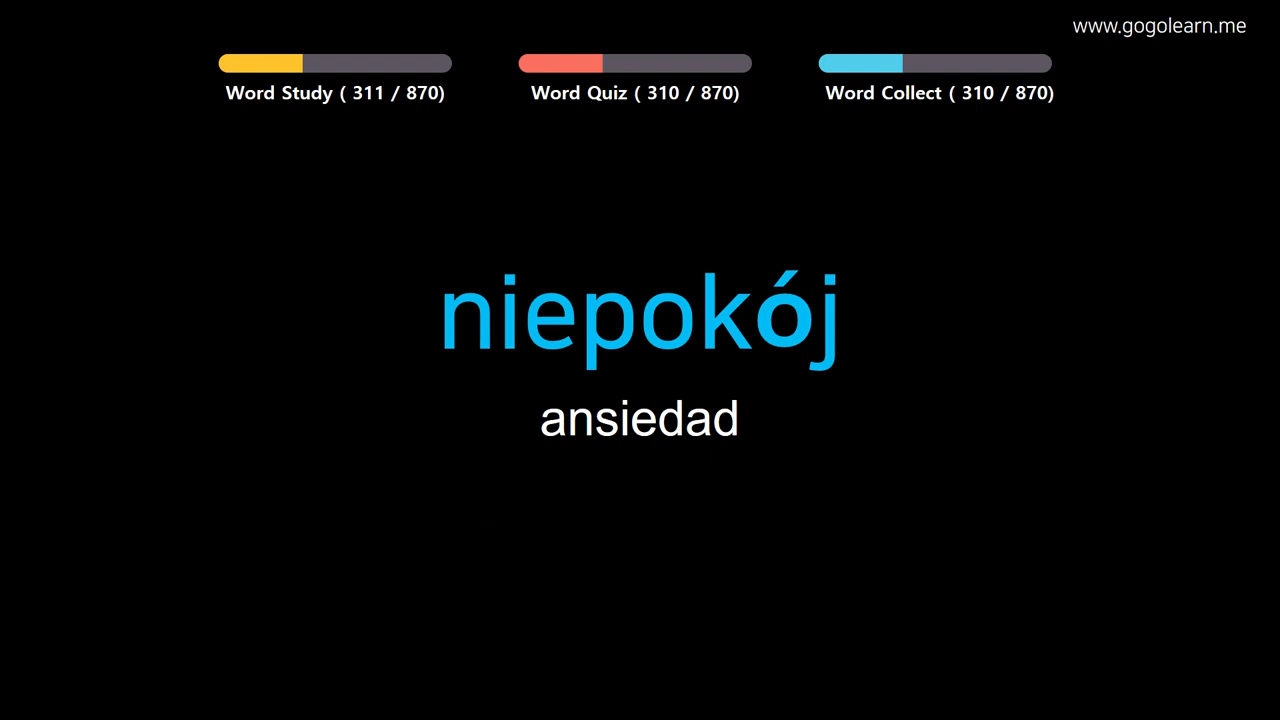 www.gogolearn.me
Word Study ( 311 / 870)
Word Quiz ( 310 / 870)
Word Collect ( 310 / 870)
niepokój
ansiedad